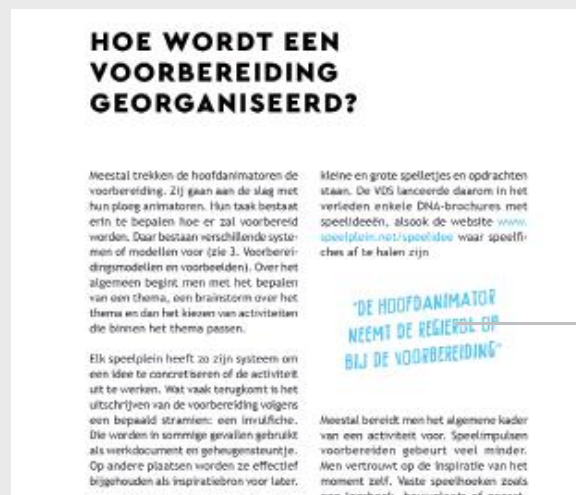 HOE WORDT EEN
VOORBEREIDING
GEORGANISEERD?
Meestal trekken de hoofdanimatoren de
voorbereiding. Zij gaan aan de slag met
hun ploeg animatoren. Hun taak bestaat
erin te bepalen hoe er zal voorbereid
worden. Daar bestaan verschillende syste-
men of modellen voor (zie 3. Voorberei-
dingsmodellen en voorbeelden). Over het
algemeen begint men met het bepalen
van een thema, een brainstorm over het
thema en dan het kiezen van activiteiten
die binnen het thema passen.
Elk speelplein heeft zo zijn systeem om
een idee te concretiseren of de activiteit
uit te werken. Wat vaak terugkomt is het
uitschrijven van de voorbereiding volgens
een bepaald stramien: een invulfiche.
Die worden in sommige gevallen gebruikt
als werkdocument en geheugensteuntje.
Op andere plaatsen worden ze effectief
bijgehouden als inspiratiebron voor later.
kleine en grote spelletjes en opdrachten
staan. De VDS lanceerde daarom in het
verleden enkele DNA-brochures met
speelideeën, alsook de website www.
speelplein.net/speelidee waar speelfi-
ches af te halen zijn
"DE HOOFDANIMATOR
NEEMT DE REGIEROL OP
BIJ DE VOORBEREIDING"
Meestal bereidt men het algemene kader
van een activiteit voor. Speelimpulsen
voorbereiden gebeurt veel minder.
Men vertrouwt op de inspiratie van het
moment zelf. Vaste speelhoeken zoals